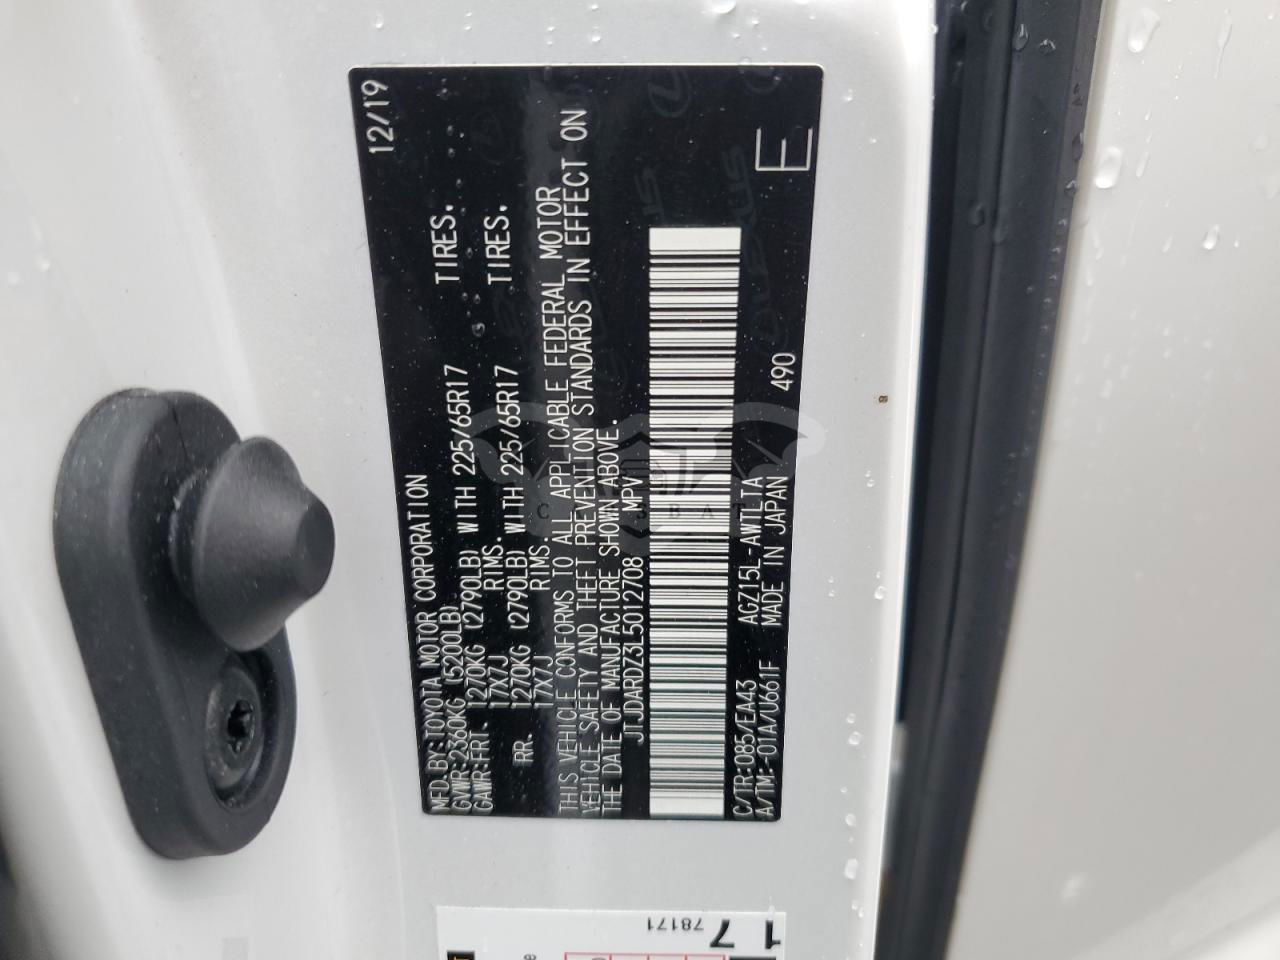 12/19
MFD.BY:TOYOTA MOTOR CORPORATION
GVWR:2360KG (5200LB)
GAWR:FRT 1270KG (2790LB) WITH 225/65R17 TIRES.
17X7J RIMS.
RR. 1270KG (2790LB) WITH 225/65R17 TIRES.
17X7J RIMS.
THIS VEHICLE CONFORMS TO ALL APPLICABLE FEDERAL MOTOR
VEHICLE SAFETY AND THEFT PREVENTION STANDARDS IN EFFECT ON
THE DATE OF MANUFACTURE SHOWN ABOVE.
JTJDARDZ3L5012708 MPV
C/TR:085/EA43 AGZ15L-AWTLTA 490
A/TM:-01A/U661F MADE IN JAPAN
E
78171
17